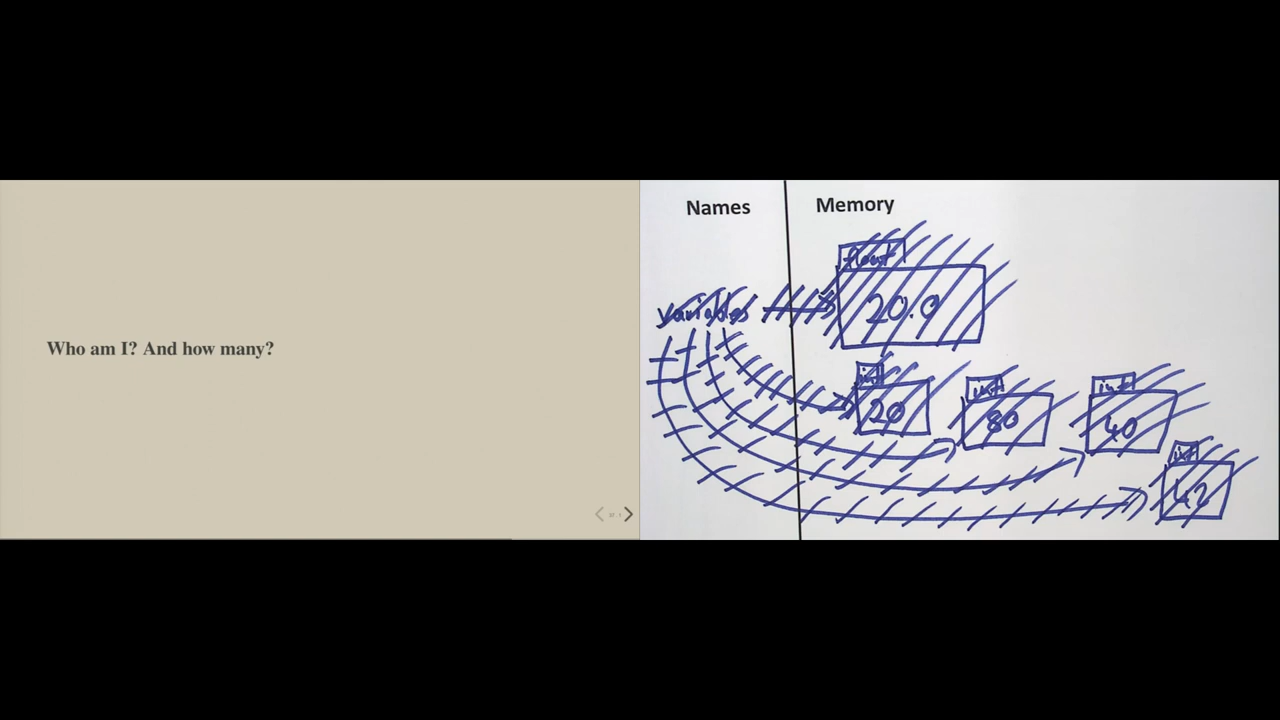 Who am I? And how many?
Names
Memory
float
variables
20.0
int
int
int
20
80
40
int
42